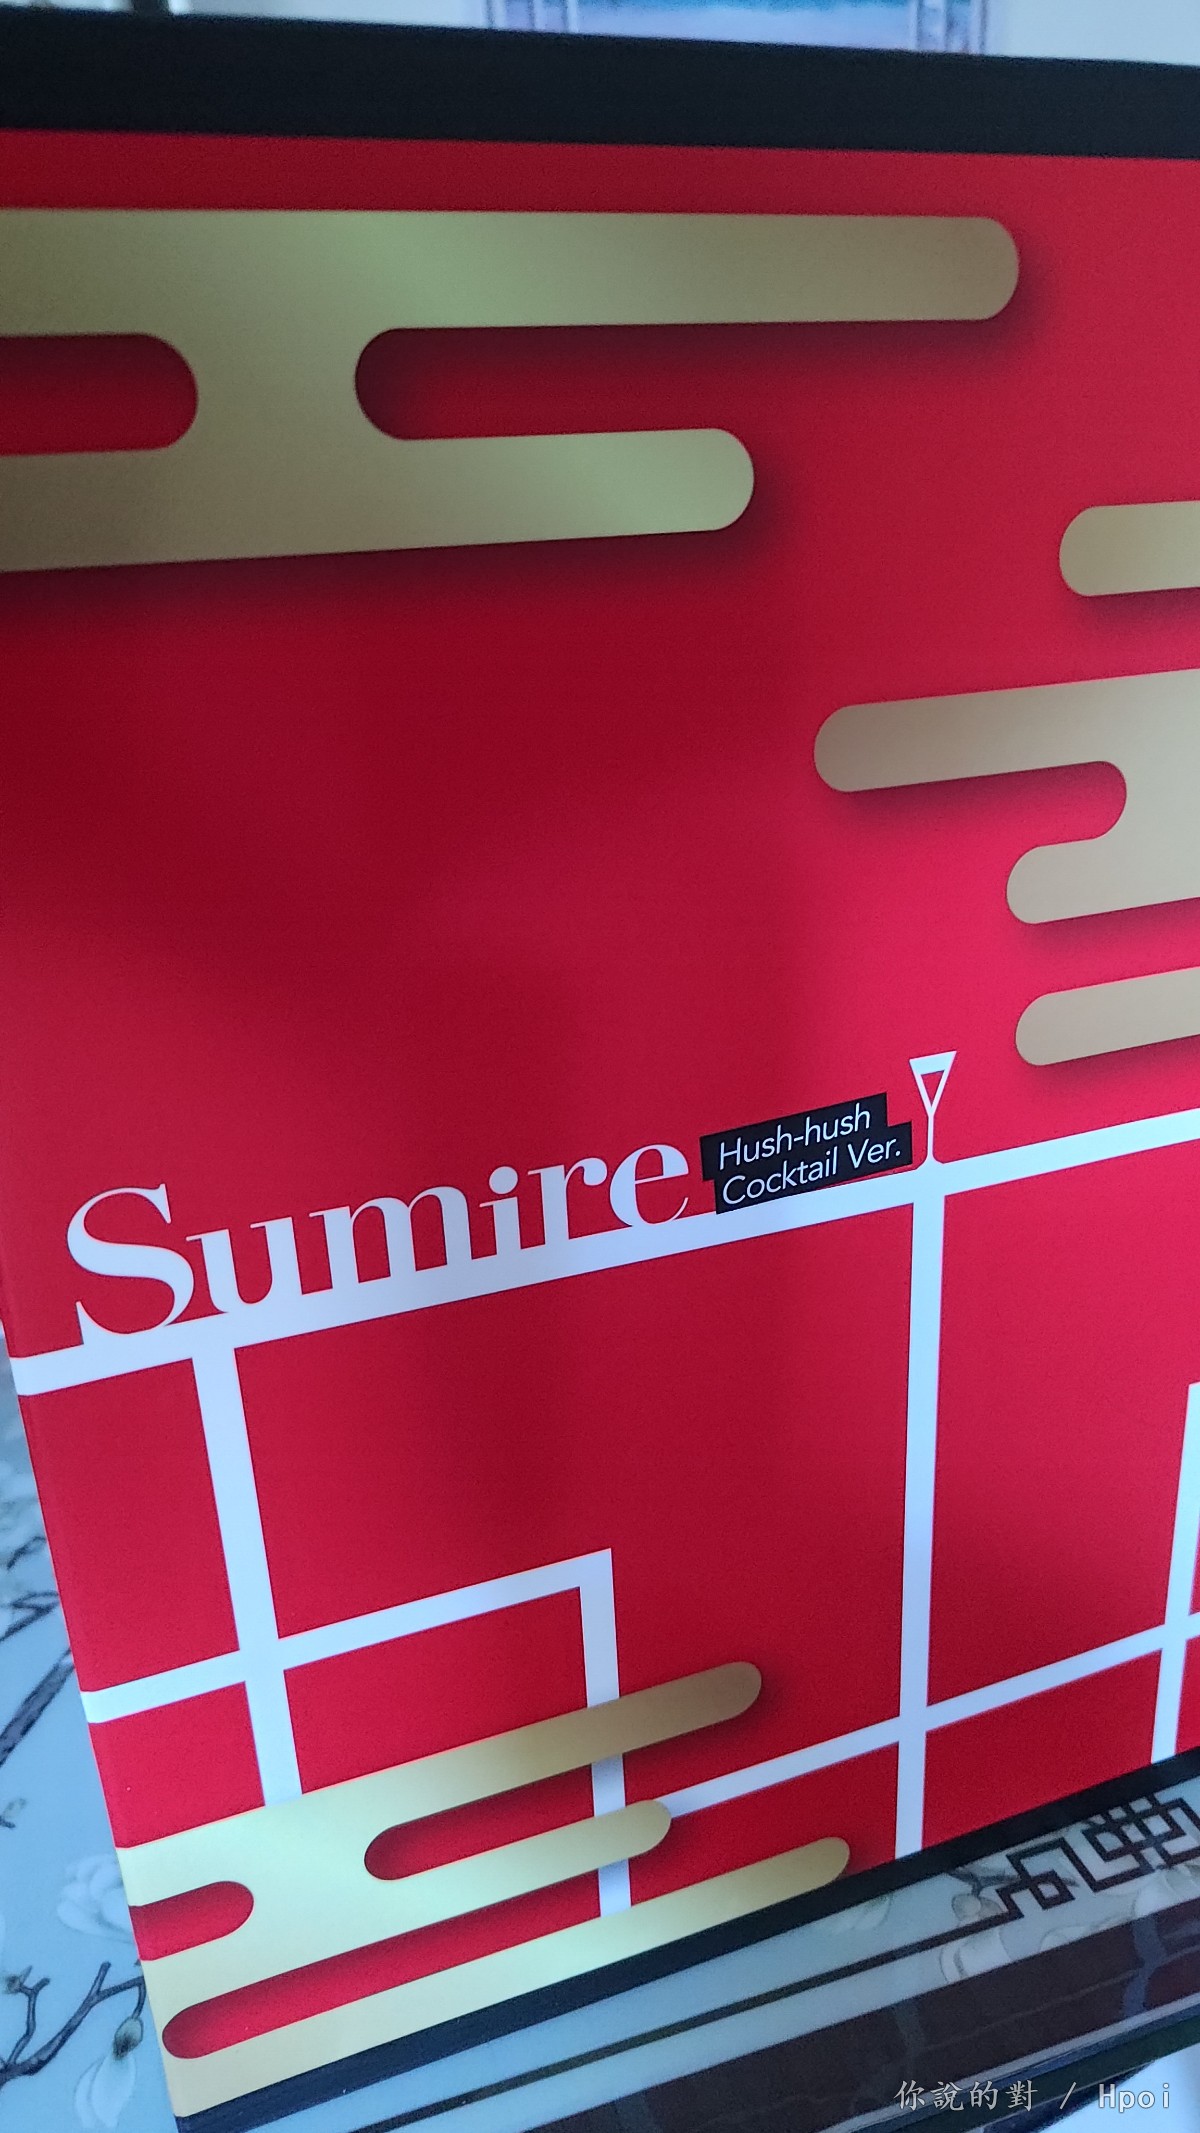 Sumire
Hush-hush
Cocktail Ver.
你說的對 / Hpoi